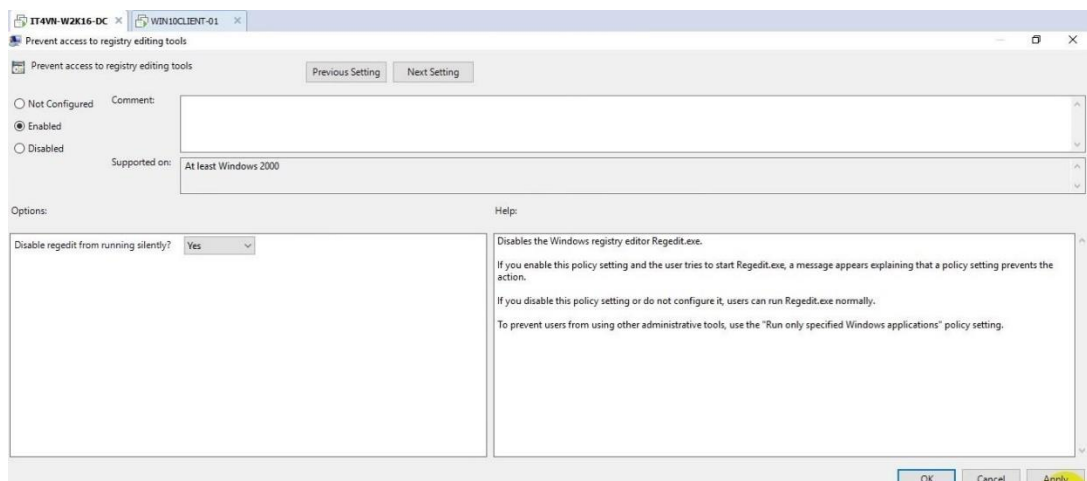 IT4VN-W2K16-DC × WIN10CLIENT-01 ×
Prevent access to registry editing tools
Prevent access to registry editing tools Previous Setting Next Setting
Not Configured Comment:
Enabled
Disabled
Supported on: At least Windows 2000
Options: Help:
Disable regedit from running silently? Yes
Disables the Windows registry editor Regedit.exe.
If you enable this policy setting and the user tries to start Regedit.exe, a message appears explaining that a policy setting prevents the
action.
If you disable this policy setting or do not configure it, users can run Regedit.exe normally.
To prevent users from using other administrative tools, use the "Run only specified Windows applications" policy setting.
OK Cancel Apply